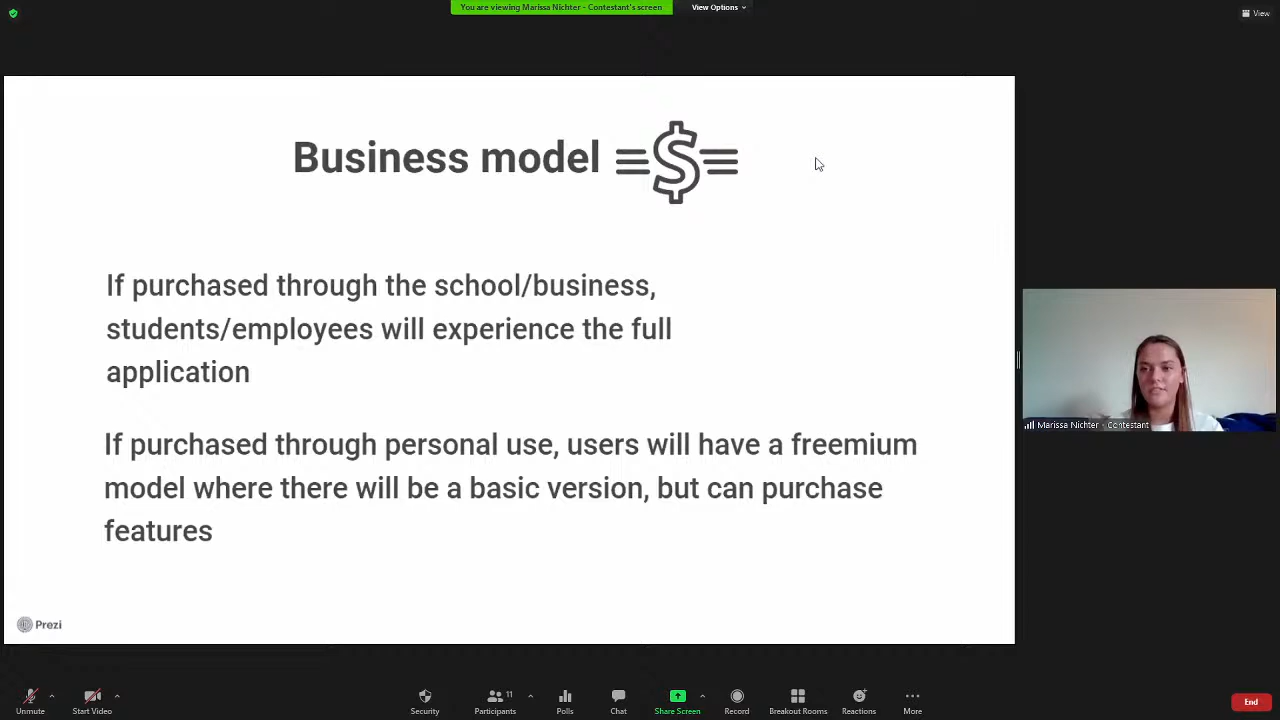 You are viewing Marissa Nichter - Contestant's screen
View Options
View
Business model
If purchased through the school/business,
students/employees will experience the full
application
If purchased through personal use, users will have a freemium
model where there will be a basic version, but can purchase
features
Prezi
Marissa Nichter - Contestant
Unmute
Start Video
Security
Participants
11
Polls
Chat
Share Screen
Record
Breakout Rooms
Reactions
More
End